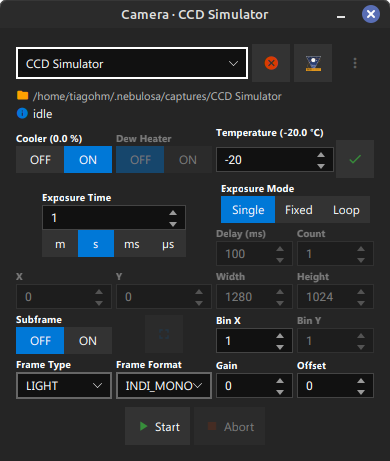 Camera · CCD Simulator
CCD Simulator
/home/tiagohm/.nebulosa/captures/CCD Simulator
idle
Cooler (0.0 %) Dew Heater Temperature (-20.0 °C)
OFF ON OFF ON -20
Exposure Time Exposure Mode
1 Single Fixed Loop
m s ms µs Delay (ms) Count
100 1
X Y Width Height
0 0 1280 1024
Subframe Bin X Bin Y
OFF ON 1 1
Frame Type Frame Format Gain Offset
LIGHT INDI_MONO 0 0
Start Abort